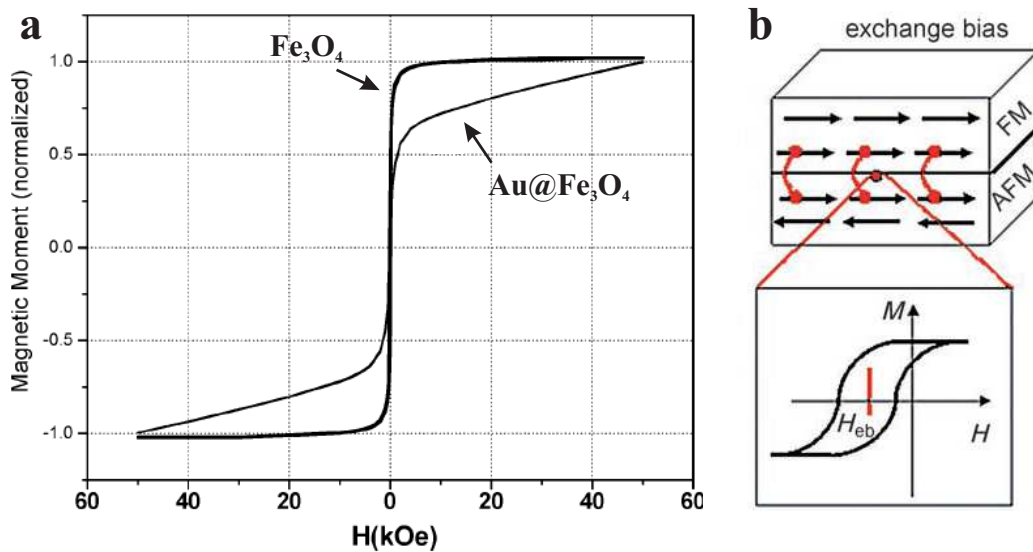 a
Fe3O4
Au@Fe3O4
Magnetic Moment (normalized)
1.0
0.5
0.0
-0.5
-1.0
60
40
20
0
20
40
60
H(kOe)
b
exchange bias
FM
AFM
M
Heb
H